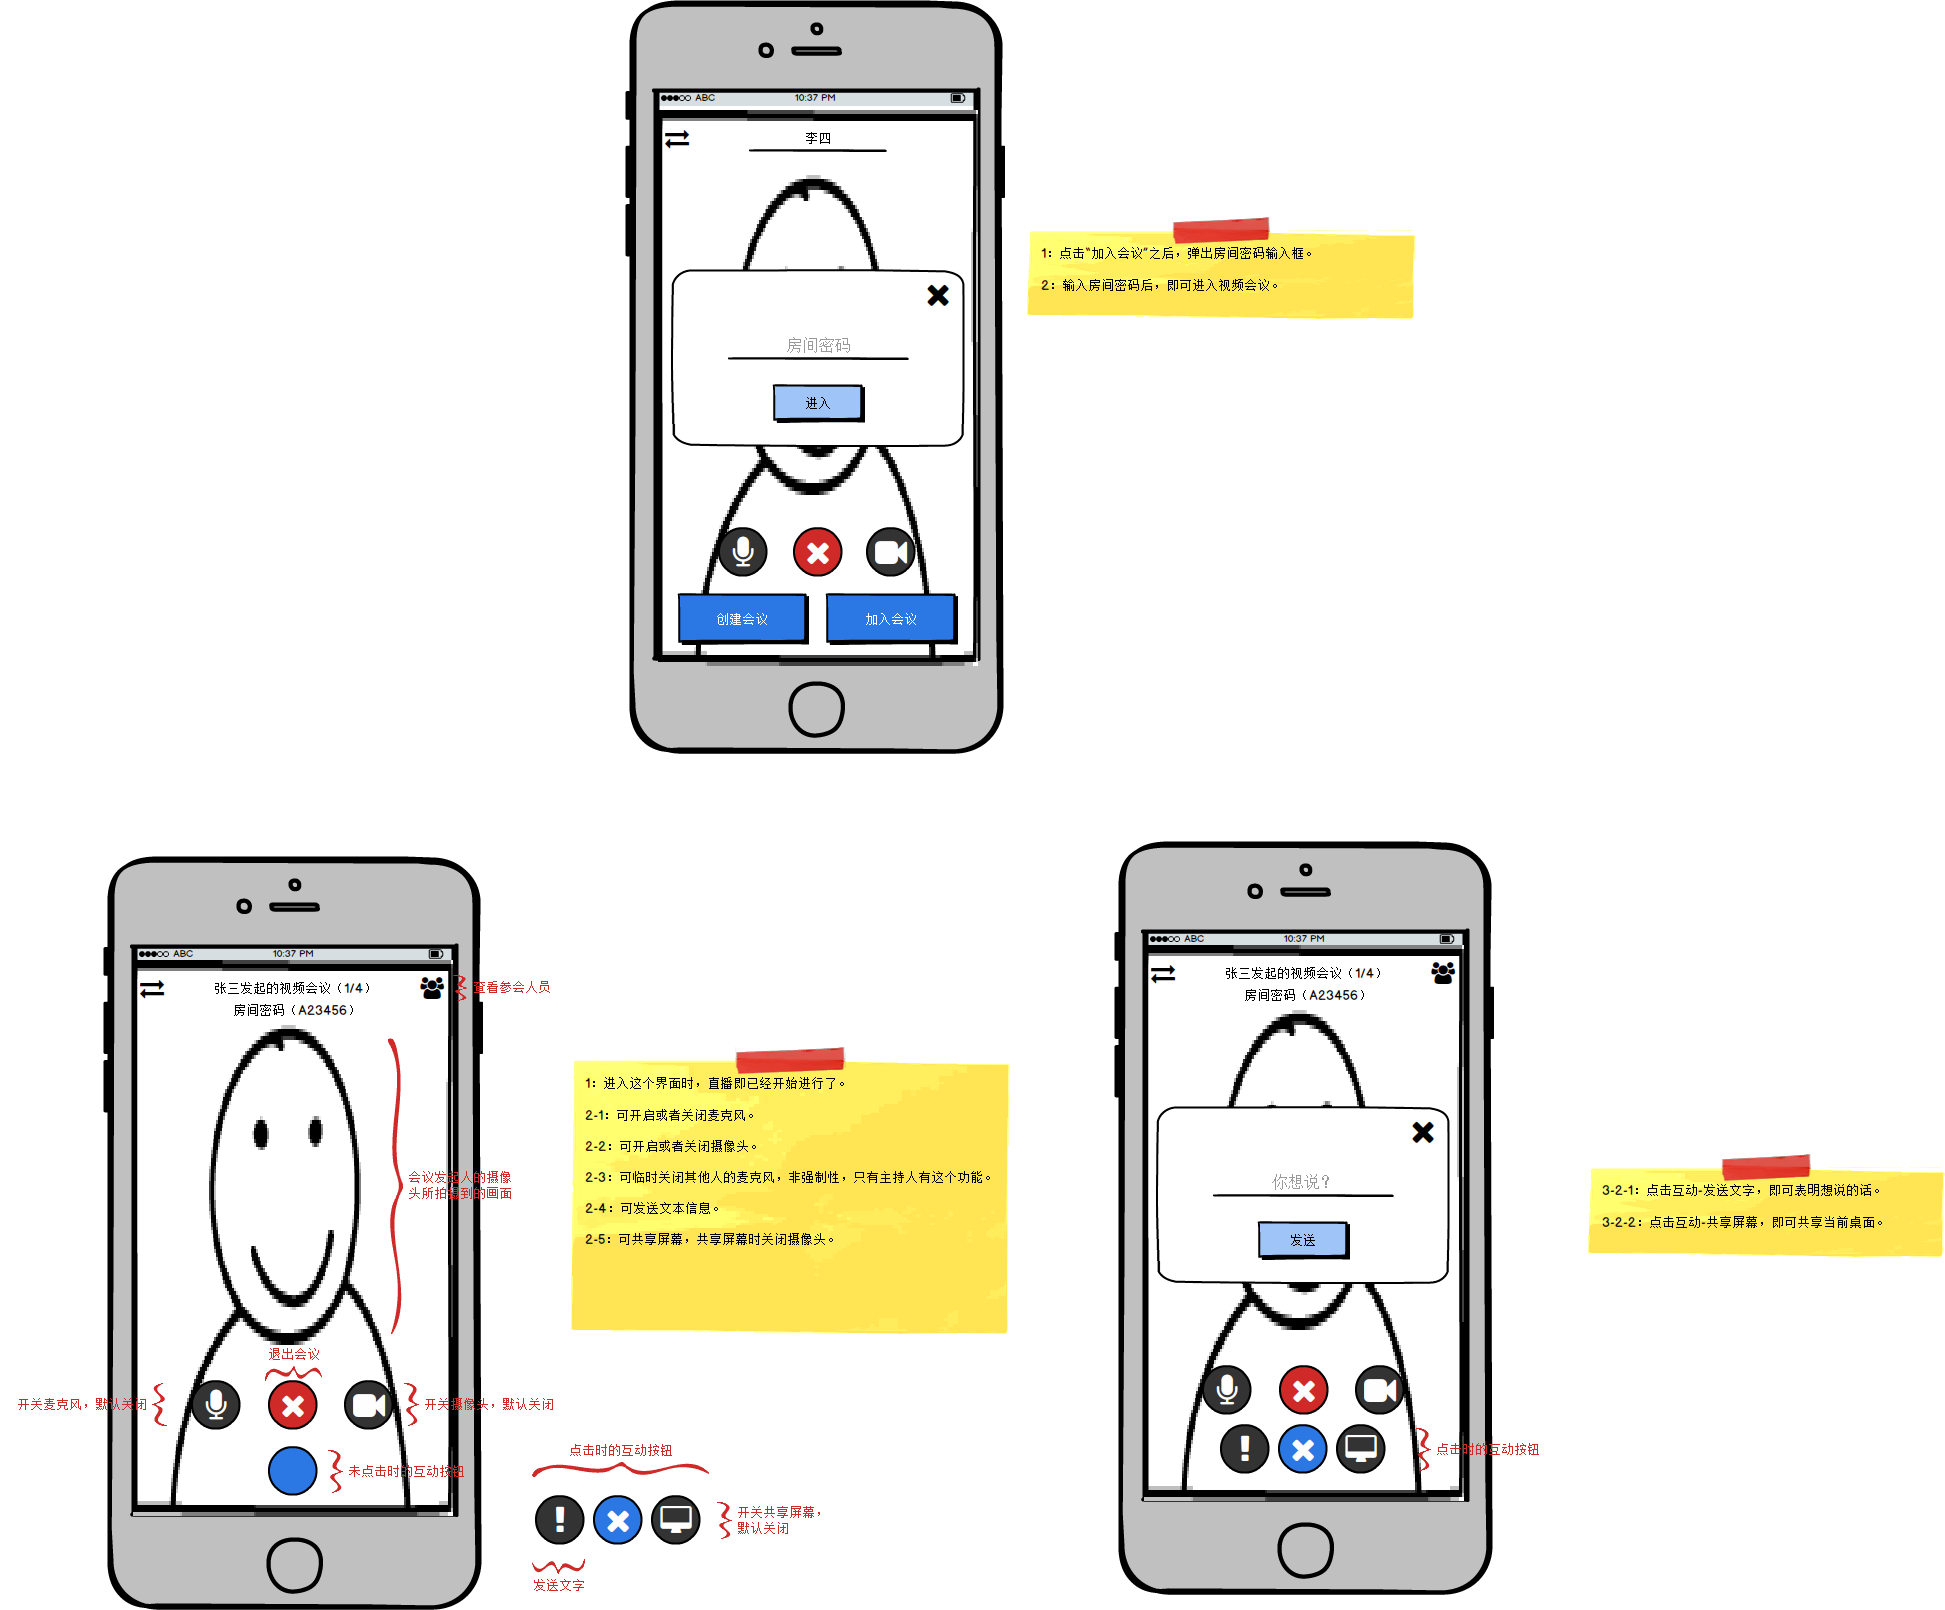 ABC 10:37 PM
李四
房间密码
进入
创建会议 加入会议
1：点击“加入会议”之后，弹出房间密码输入框。
2：输入房间密码后，即可进入视频会议。
ABC 10:37 PM
张三发起的视频会议（1/4）
房间密码（A23456）
查看参会人员
会议发起人的摄像
头所拍摄到的画面
退出会议
开关麦克风，默认关闭
开关摄像头，默认关闭
未点击时的互动按钮
1：进入这个界面时，直播即已经开始进行了。
2-1：可开启或者关闭麦克风。
2-2：可开启或者关闭摄像头。
2-3：可临时关闭其他人的麦克风，非强制性，只有主持人有这个功能。
2-4：可发送文本信息。
2-5：可共享屏幕，共享屏幕时关闭摄像头。
点击时的互动按钮
开关共享屏幕，
默认关闭
发送文字
ABC 10:37 PM
张三发起的视频会议（1/4）
房间密码（A23456）
你想说？
发送
点击时的互动按钮
3-2-1：点击互动-发送文字，即可表明想说的话。
3-2-2：点击互动-共享屏幕，即可共享当前桌面。